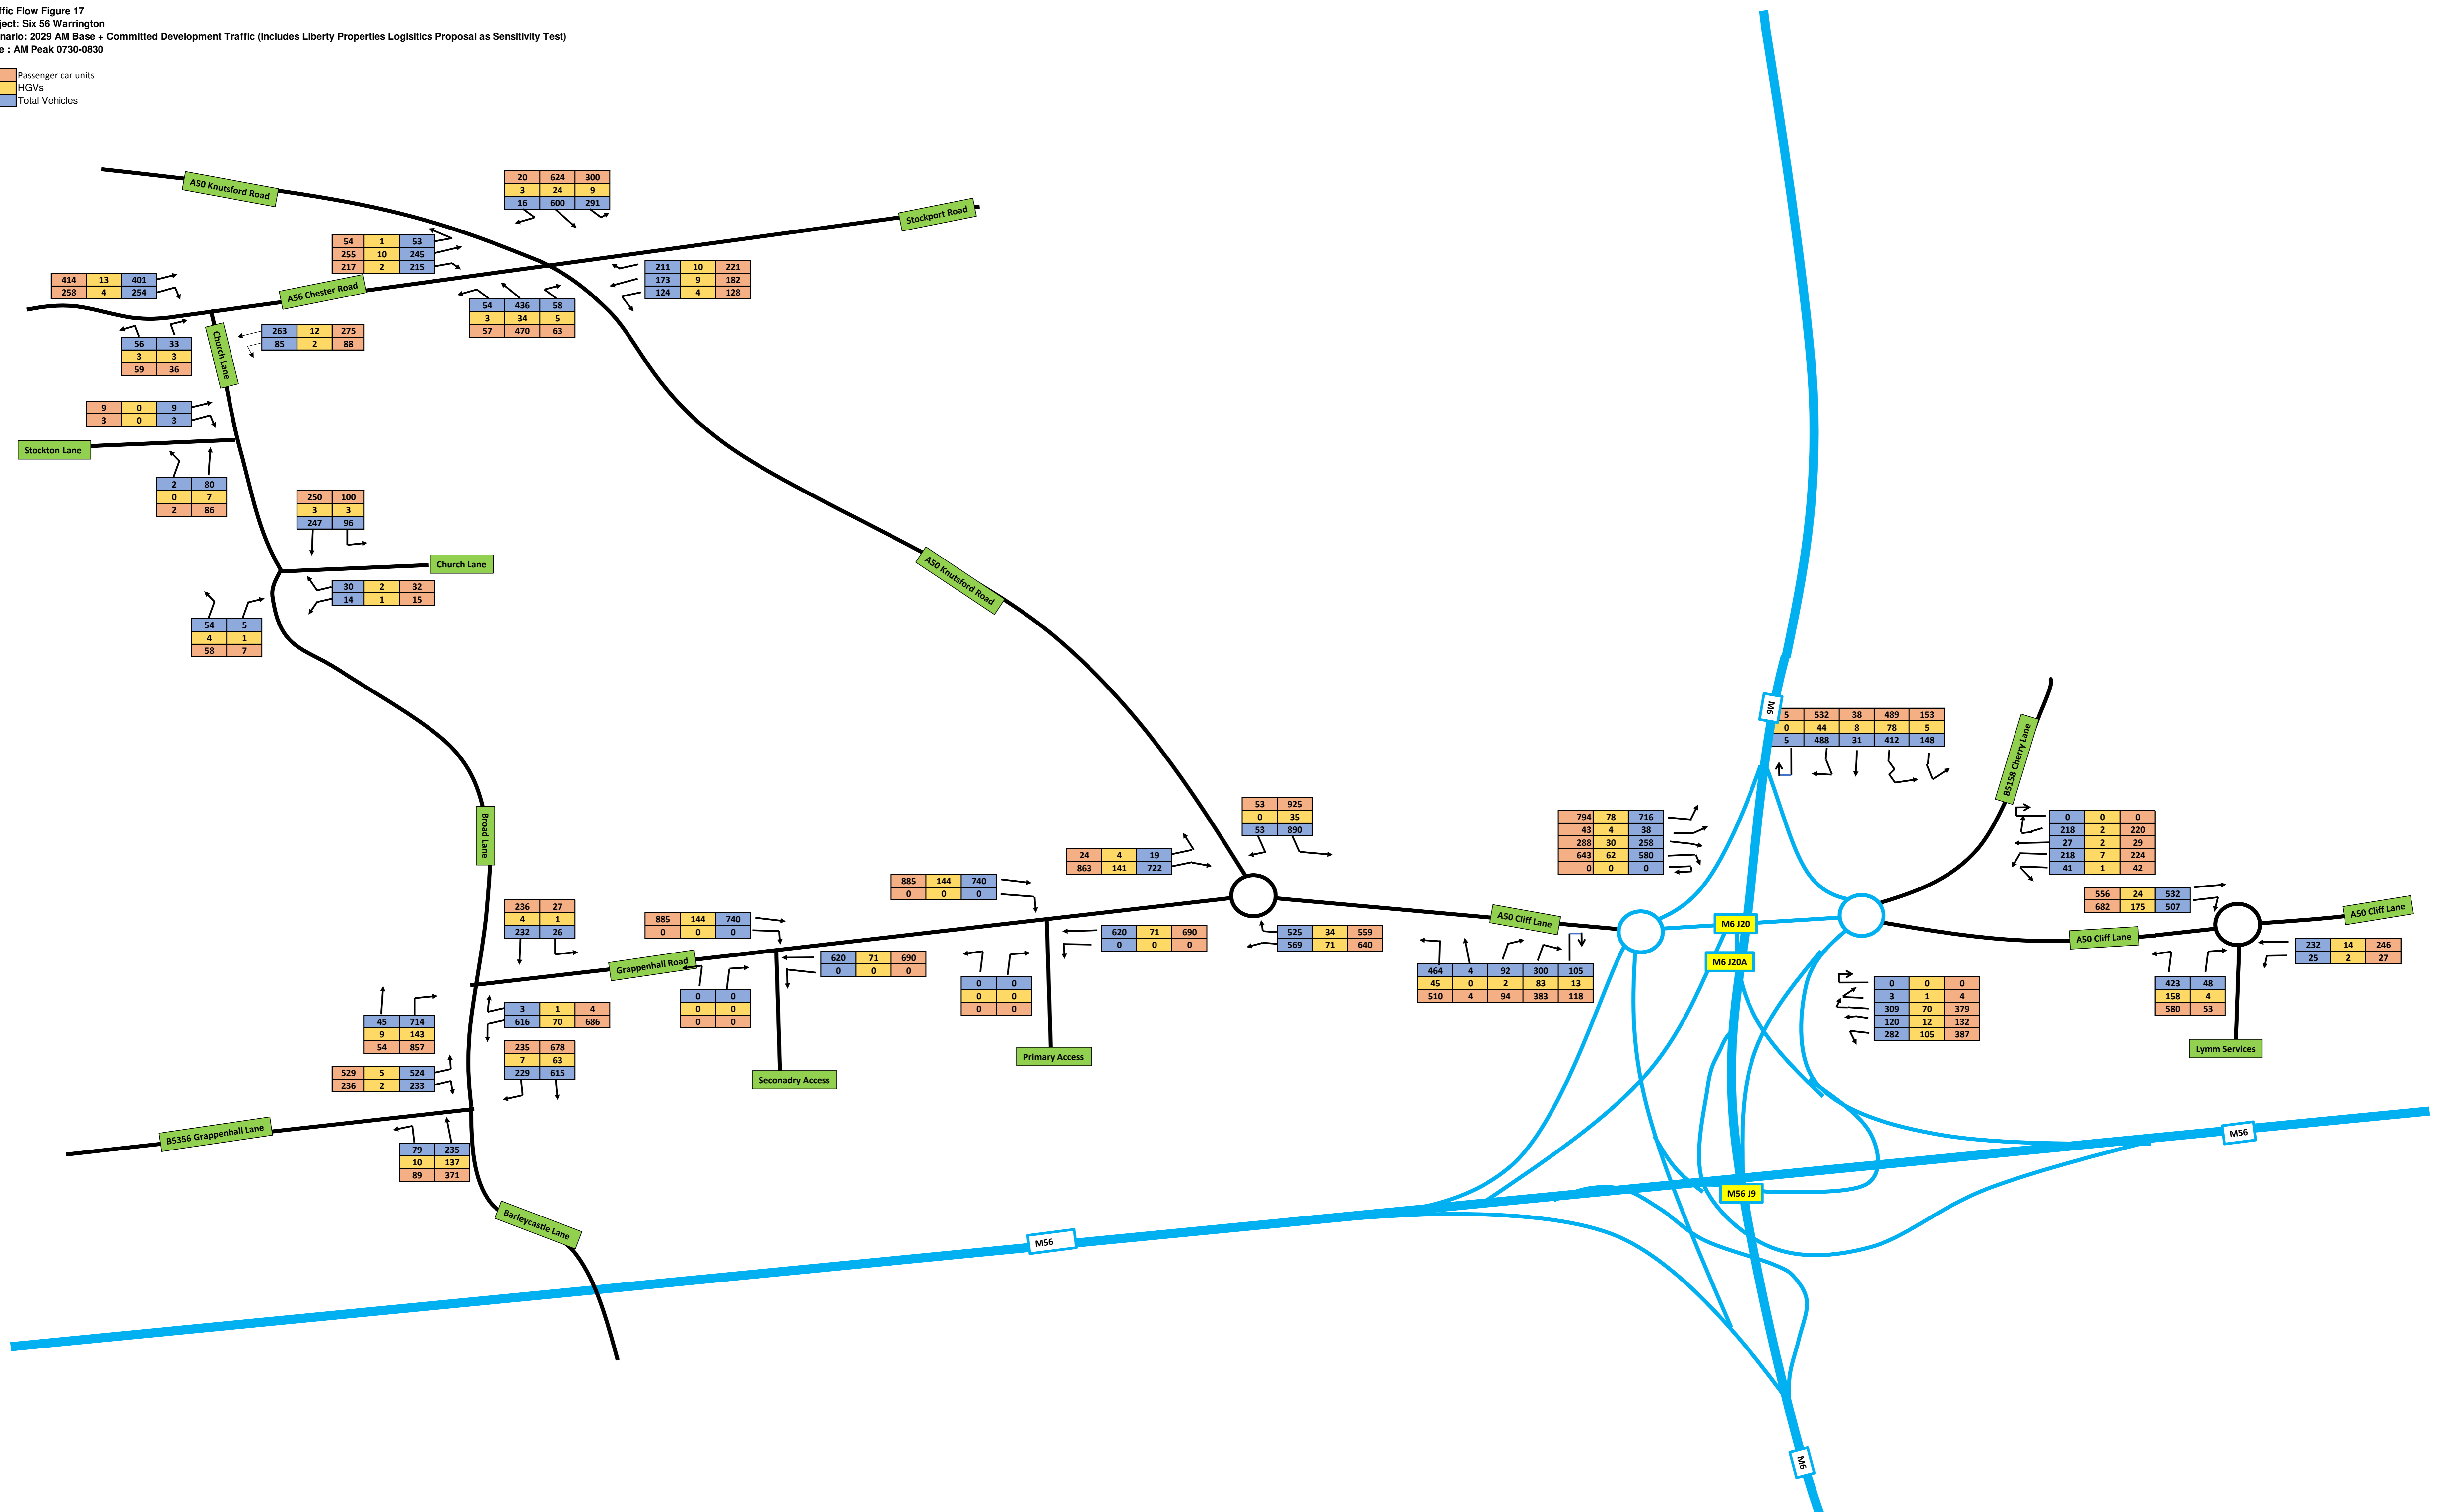 ffic Flow Figure 17
ject: Six 56 Warrington
nario: 2029 AM Base + Committed Development Traffic (Includes Liberty Properties Logisitics Proposal as Sensitivity Test)
e : AM Peak 0730-0830
Passenger car units
HGVs
Total Vehicles
A50 Knutsford Road
20 624 300
3 24 9
16 600 291
Stockport Road
54 1 53
255 10 245
217 2 215
211 10 221
173 9 182
124 4 128
414 13 401
258 4 254
A56 Chester Road
54 436 58
3 34 5
57 470 63
Church Lane
263 12 275
85 2 88
56 33
3 3
59 36
9 0 9
3 0 3
Stockton Lane
2 80
0 7
2 86
250 100
3 3
247 96
Church Lane
30 2 32
14 1 15
54 5
4 1
58 7
A50 Knutsford Road
M6
5 532 38 489 153
0 44 8 78 5
5 488 31 412 148
B5158 Cherry Lane
Broad Lane
53 925
0 35
53 890
794 78 716
43 4 38
288 30 258
643 62 580
0 0 0
0 0 0
218 2 220
27 2 29
218 7 224
41 1 42
24 4 19
863 141 722
885 144 740
0 0 0
556 24 532
682 175 507
236 27
4 1
232 26
885 144 740
0 0 0
A50 Cliff Lane
M6 J20
A50 Cliff Lane
A50 Cliff Lane
620 71 690
0 0 0
525 34 559
569 71 640
232 14 246
25 2 27
Grappenhall Road
620 71 690
0 0 0
M6 J20A
464 4 92 300 105
45 0 2 83 13
510 4 94 383 118
0 0
0 0
0 0
0 0
0 0
0 0
0 0 0
3 1 4
309 70 379
120 12 132
282 105 387
423 48
158 4
580 53
3 1 4
616 70 686
45 714
9 143
54 857
235 678
7 63
229 615
Primary Access
Lymm Services
529 5 524
236 2 233
Seconadry Access
B5356 Grappenhall Lane
M56
79 235
10 137
89 371
M56 J9
Barleycastle Lane
M56
M6